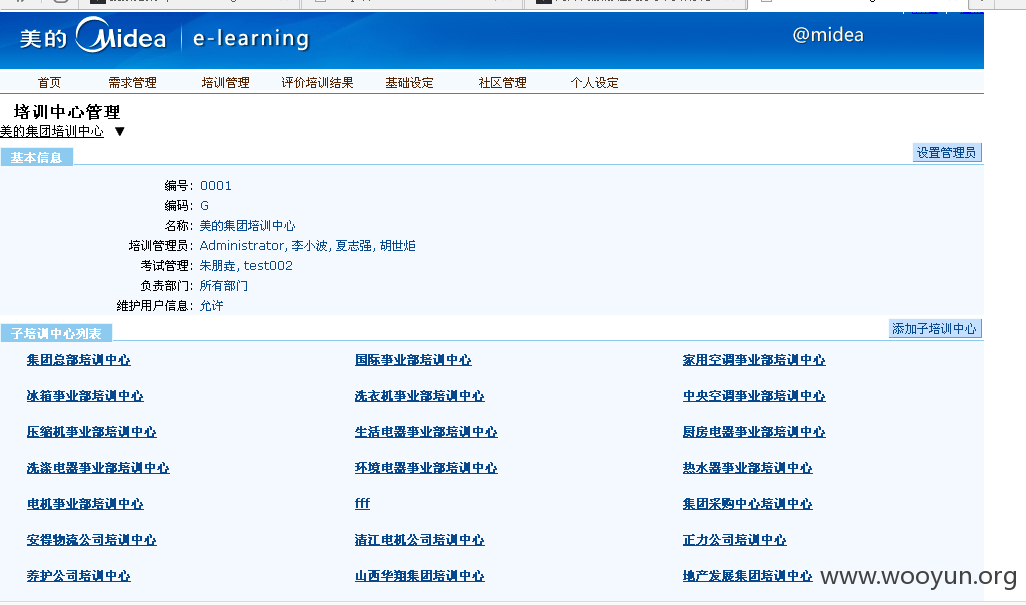 美的 Midea e-learning @midea
首页 需求管理 培训管理 评价培训结果 基础设定 社区管理 个人设定
培训中心管理
美的集团培训中心 ▼
基本信息 设置管理员
编号： 0001
编码： G
名称： 美的集团培训中心
培训管理员： Administrator, 李小波, 夏志强, 胡世炬
考试管理： 朱朋垚, test002
负责部门： 所有部门
维护用户信息： 允许
子培训中心列表 添加子培训中心
集团总部培训中心 国际事业部培训中心 家用空调事业部培训中心
冰箱事业部培训中心 洗衣机事业部培训中心 中央空调事业部培训中心
压缩机事业部培训中心 生活电器事业部培训中心 厨房电器事业部培训中心
洗涤电器事业部培训中心 环境电器事业部培训中心 热水器事业部培训中心
电机事业部培训中心 fff 集团采购中心培训中心
安得物流公司培训中心 清江电机公司培训中心 正力公司培训中心
养护公司培训中心 山西华翔集团培训中心 地产发展集团培训中心
www.wooyun.org